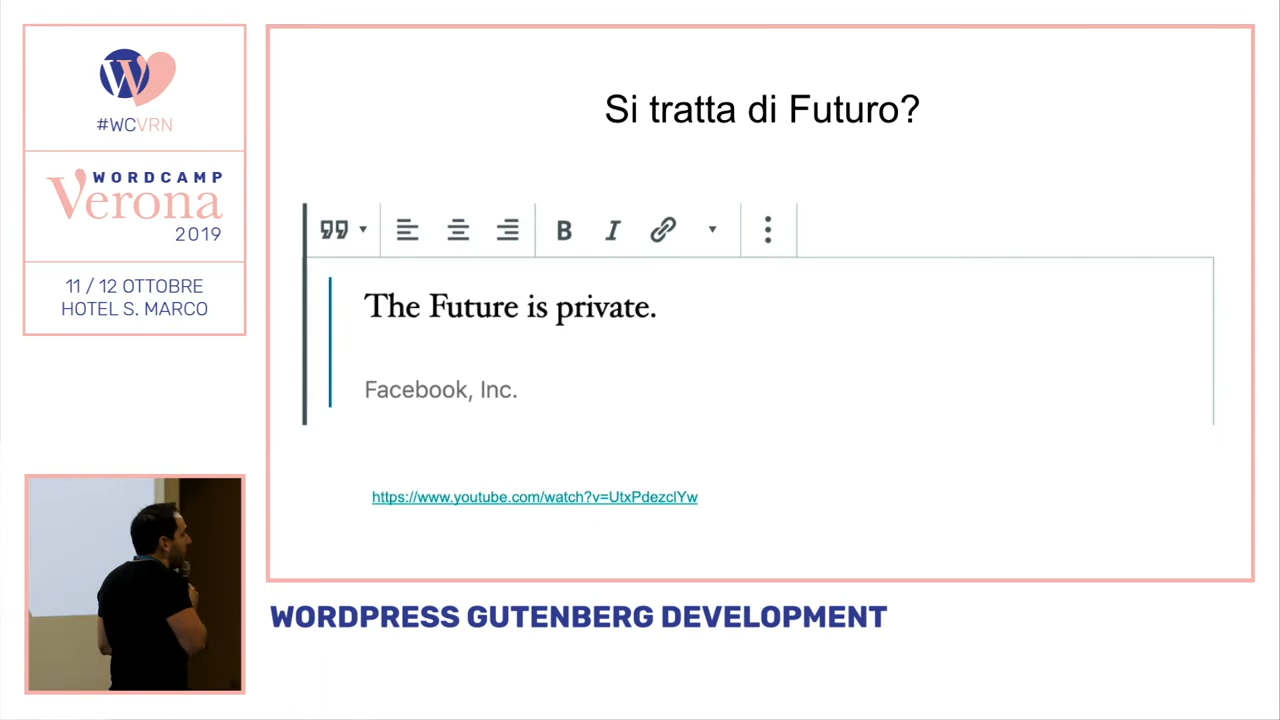 #WCVRN
WORDCAMP
Verona
2019
11 / 12 OTTOBRE
HOTEL S. MARCO
Si tratta di Futuro?
B I
The Future is private.
Facebook, Inc.
https://www.youtube.com/watch?v=UtxPdezclYw
WORDPRESS GUTENBERG DEVELOPMENT